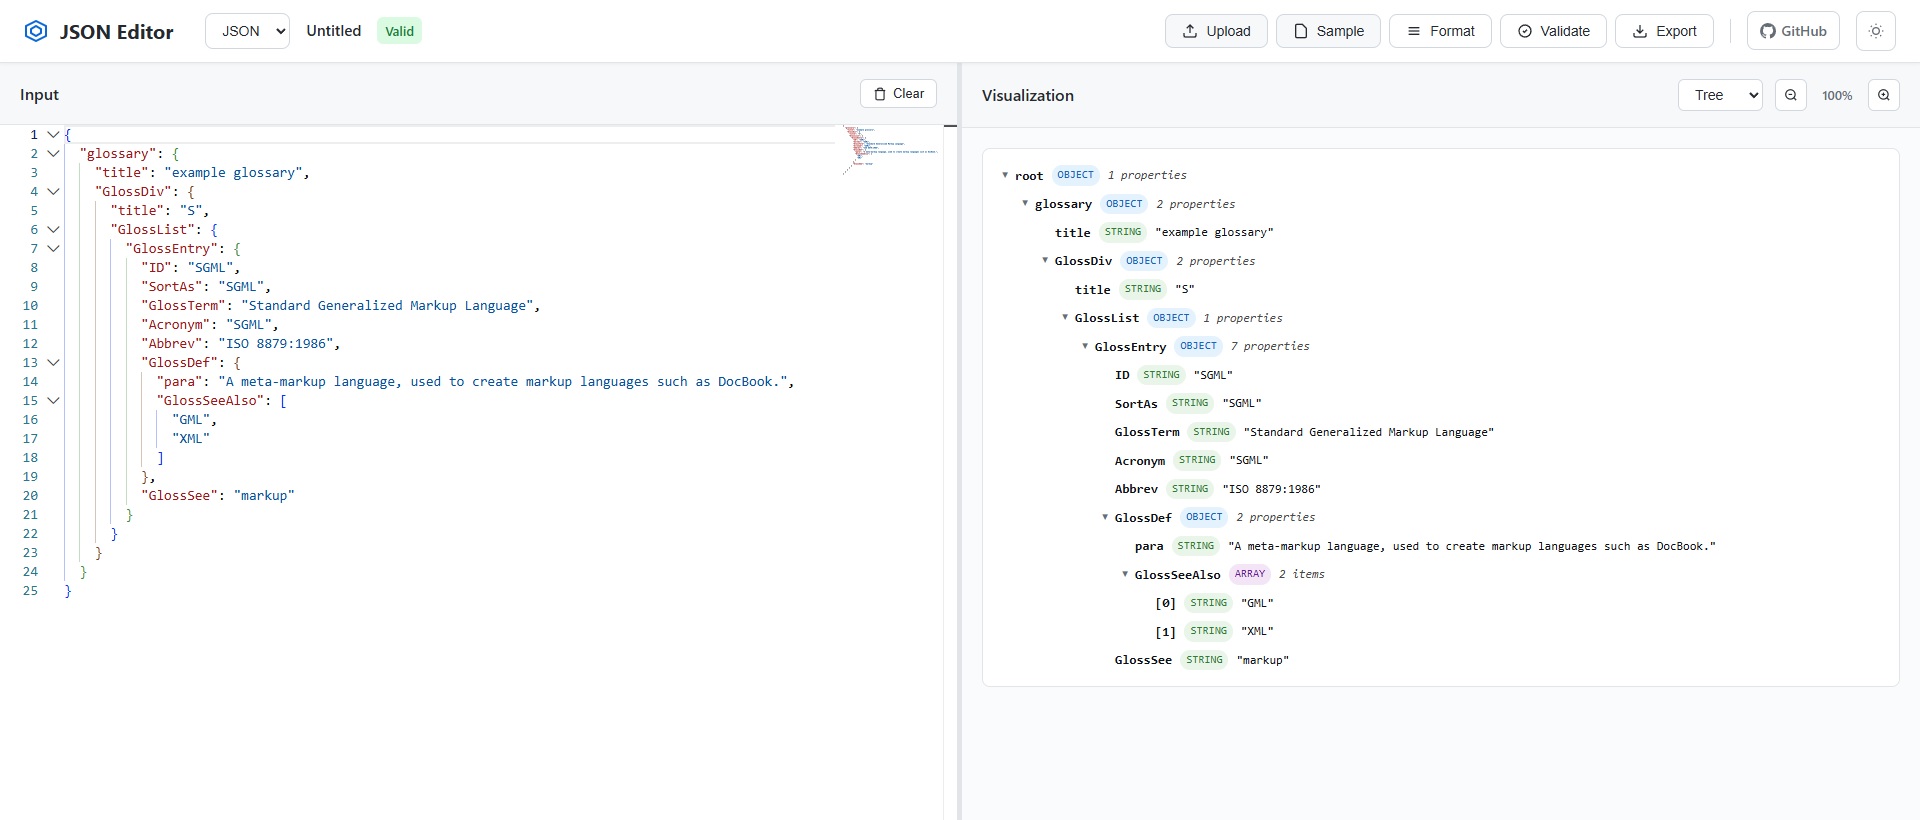 JSON Editor
JSON
Untitled
Valid
Upload
Sample
Format
Validate
Export
GitHub
Input
Clear
1 {
2 "glossary": {
3 "title": "example glossary",
4 "GlossDiv": {
5 "title": "S",
6 "GlossList": {
7 "GlossEntry": {
8 "ID": "SGML",
9 "SortAs": "SGML",
10 "GlossTerm": "Standard Generalized Markup Language",
11 "Acronym": "SGML",
12 "Abbrev": "ISO 8879:1986",
13 "GlossDef": {
14 "para": "A meta-markup language, used to create markup languages such as DocBook.",
15 "GlossSeeAlso": [
16 "GML",
17 "XML"
18 ]
19 },
20 "GlossSee": "markup"
21 }
22 }
23 }
24 }
25 }
Visualization
Tree
100%
root OBJECT 1 properties
glossary OBJECT 2 properties
title STRING "example glossary"
GlossDiv OBJECT 2 properties
title STRING "S"
GlossList OBJECT 1 properties
GlossEntry OBJECT 7 properties
ID STRING "SGML"
SortAs STRING "SGML"
GlossTerm STRING "Standard Generalized Markup Language"
Acronym STRING "SGML"
Abbrev STRING "ISO 8879:1986"
GlossDef OBJECT 2 properties
para STRING "A meta-markup language, used to create markup languages such as DocBook."
GlossSeeAlso ARRAY 2 items
[0] STRING "GML"
[1] STRING "XML"
GlossSee STRING "markup"